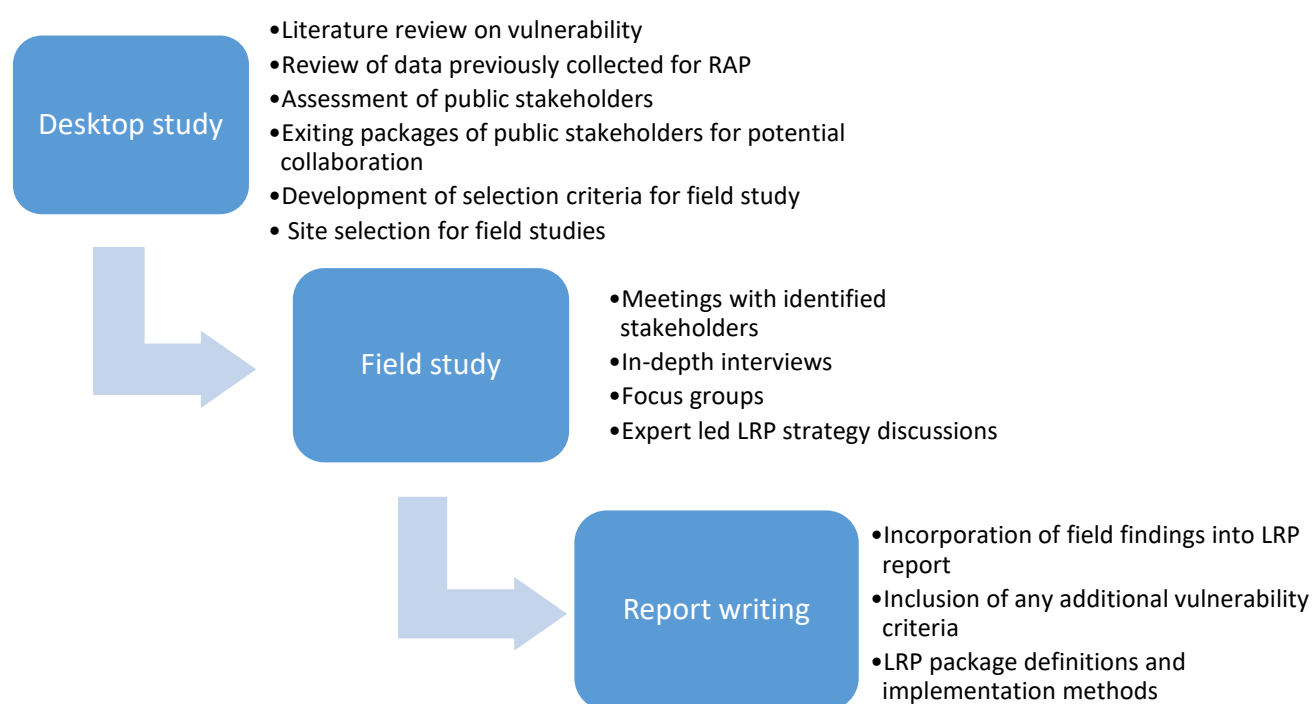 Desktop study
•Literature review on vulnerability
•Review of data previously collected for RAP
•Assessment of public stakeholders
•Exiting packages of public stakeholders for potential
collaboration
•Development of selection criteria for field study
• Site selection for field studies
Field study
•Meetings with identified
stakeholders
•In-depth interviews
•Focus groups
•Expert led LRP strategy discussions
Report writing
•Incorporation of field findings into LRP
report
•Inclusion of any additional vulnerability
criteria
•LRP package definitions and
implementation methods